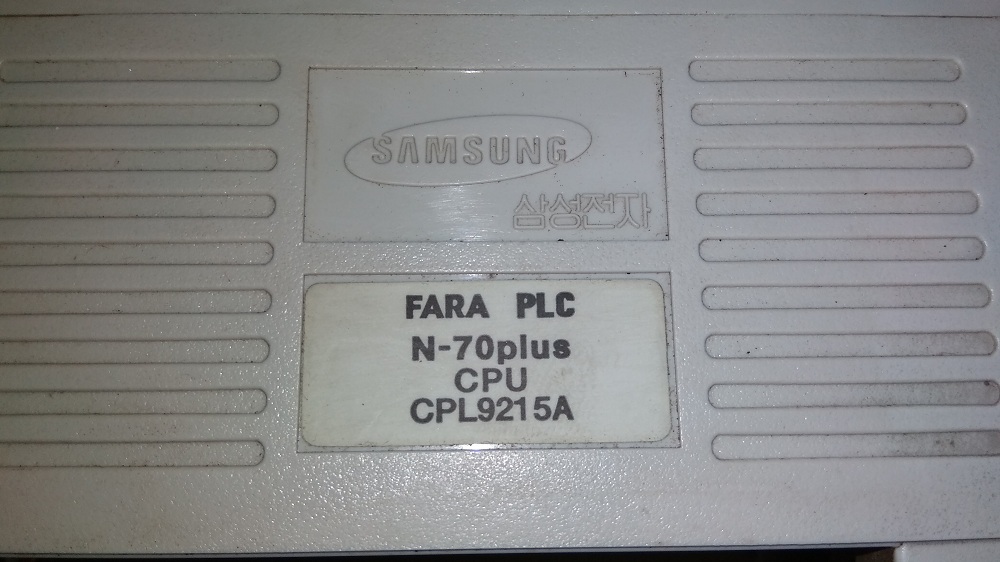 SAMSUNG
삼성전자
FARA PLC
N-70plus
CPU
CPL9215A